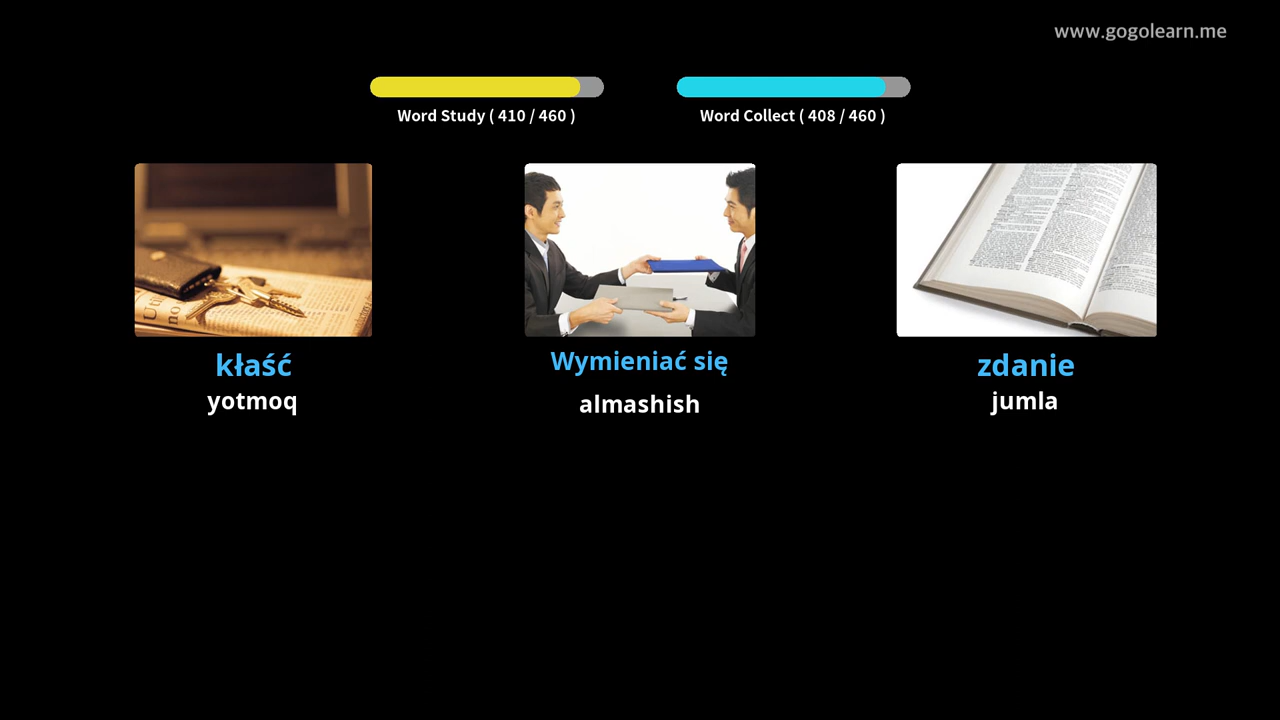 www.gogolearn.me
Word Study ( 410 / 460 )
Word Collect ( 408 / 460 )
kłaść
yotmoq
Wymieniać się
almashish
zdanie
jumla